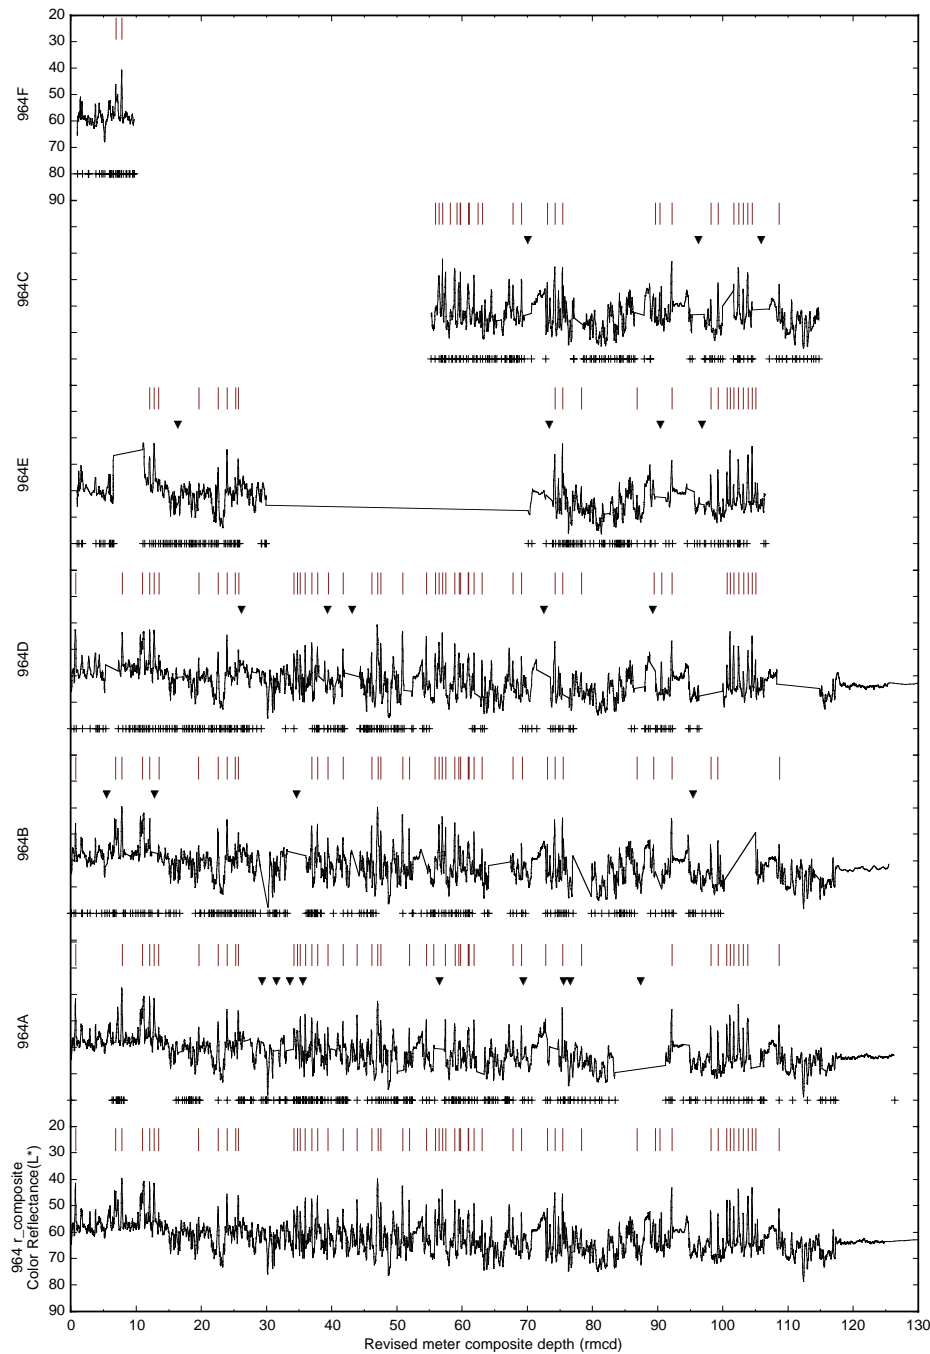 20
30
40
50
60
70
80
90
964F
964C
964E
964D
964B
964A
20
30
40
50
60
70
80
90
964 r_composite
Color Reflectance(L*)
0 10 20 30 40 50 60 70 80 90 100 110 120 130
Revised meter composite depth (rmcd)